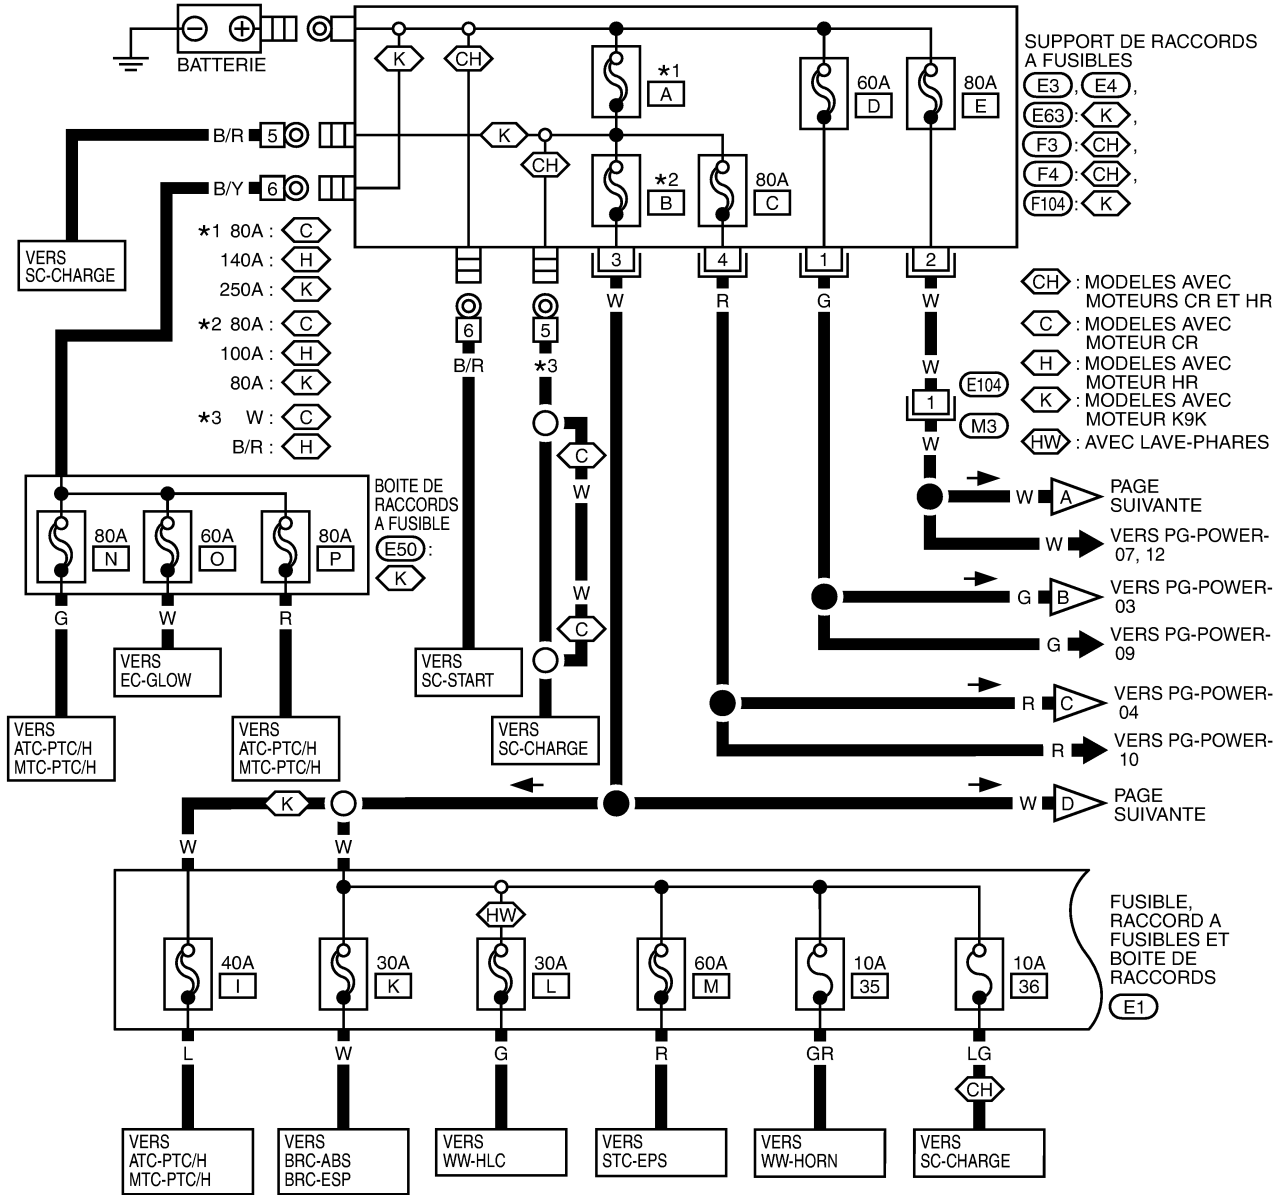 BATTERIE
K
CH
*1
A
60A
D
80A
E
SUPPORT DE RACCORDS
A FUSIBLES
E3 , E4 ,
E63 : K ,
F3 : CH ,
F4 : CH ,
F104 : K
B/R 5
K
CH
B/Y 6
*2
B
80A
C
*1 80A : C
140A : H
250A : K
*2 80A : C
100A : H
80A : K
*3 W : C
B/R : H
VERS
SC-CHARGE
3
4
1
2
W
R
G
W
6
5
B/R
*3
CH : MODELES AVEC
MOTEURS CR ET HR
C : MODELES AVEC
MOTEUR CR
H : MODELES AVEC
MOTEUR HR
K : MODELES AVEC
MOTEUR K9K
HW : AVEC LAVE-PHARES
W
1
E104
M3
W
C
W
W
C
W A
PAGE
SUIVANTE
W
VERS PG-POWER-
07, 12
G B
VERS PG-POWER-
03
G
VERS PG-POWER-
09
R C
VERS PG-POWER-
04
R
VERS PG-POWER-
10
W D
PAGE
SUIVANTE
BOITE DE
RACCORDS
A FUSIBLE
E50 :
K
80A
N
60A
O
80A
P
G
W
R
VERS
EC-GLOW
VERS
SC-START
VERS
ATC-PTC/H
MTC-PTC/H
VERS
ATC-PTC/H
MTC-PTC/H
VERS
SC-CHARGE
K
W
W
HW
FUSIBLE,
RACCORD A
FUSIBLES ET
BOITE DE
RACCORDS
E1
40A
I
30A
K
30A
L
60A
M
10A
35
10A
36
L
W
G
R
GR
LG
CH
VERS
ATC-PTC/H
MTC-PTC/H
VERS
BRC-ABS
BRC-ESP
VERS
WW-HLC
VERS
STC-EPS
VERS
WW-HORN
VERS
SC-CHARGE